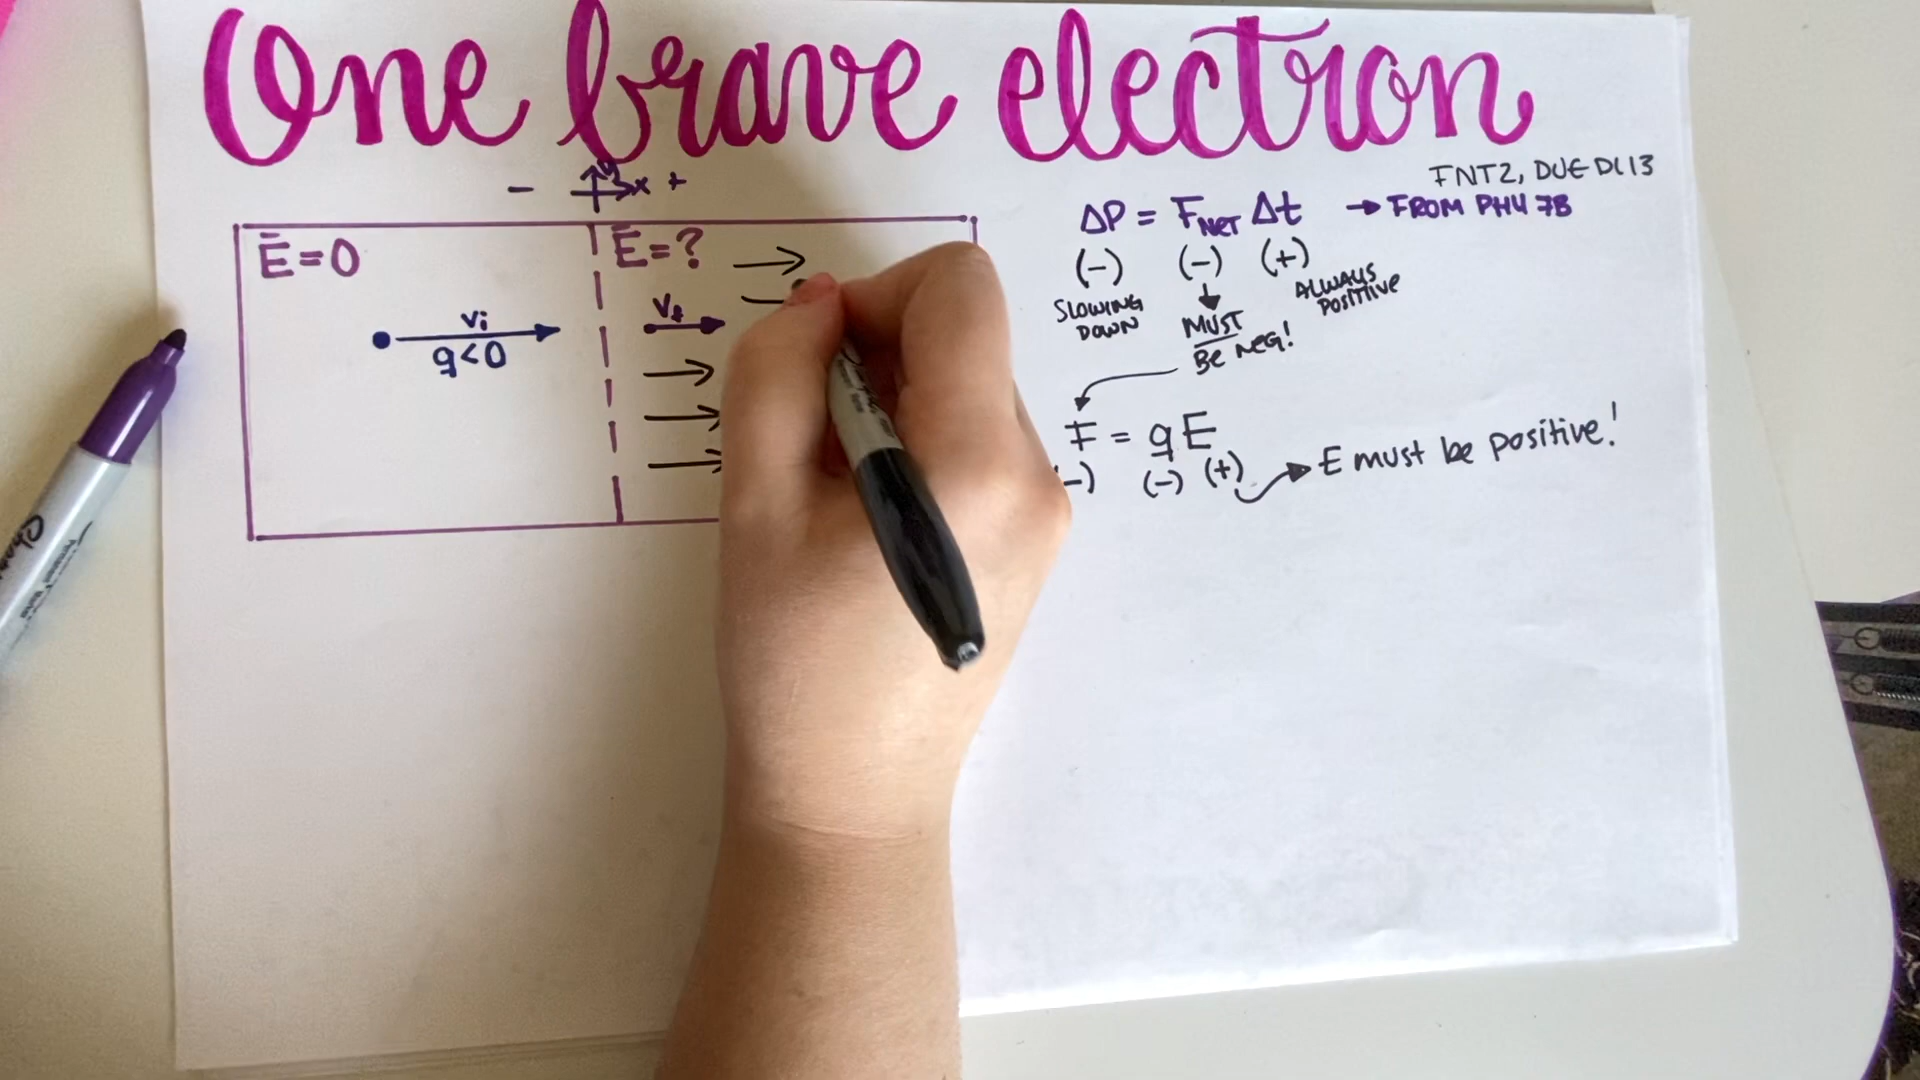 One brave electron
FNT2, DUE DL13
- y x +
Ē=0
Ē=?
vi
q<0
vf
ΔP = FNET Δt → FROM PHY 7B
(-) (-) (+)
SLOWING DOWN
MUST BE NEG!
ALWAYS POSITIVE
F = qE
-) (-) (+) → E must be positive!